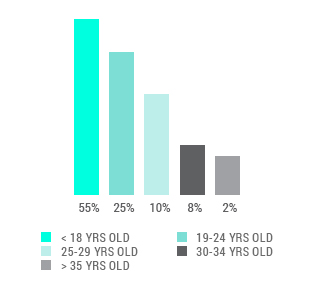 55% 25% 10% 8% 2%
< 18 YRS OLD 19-24 YRS OLD
25-29 YRS OLD 30-34 YRS OLD
> 35 YRS OLD